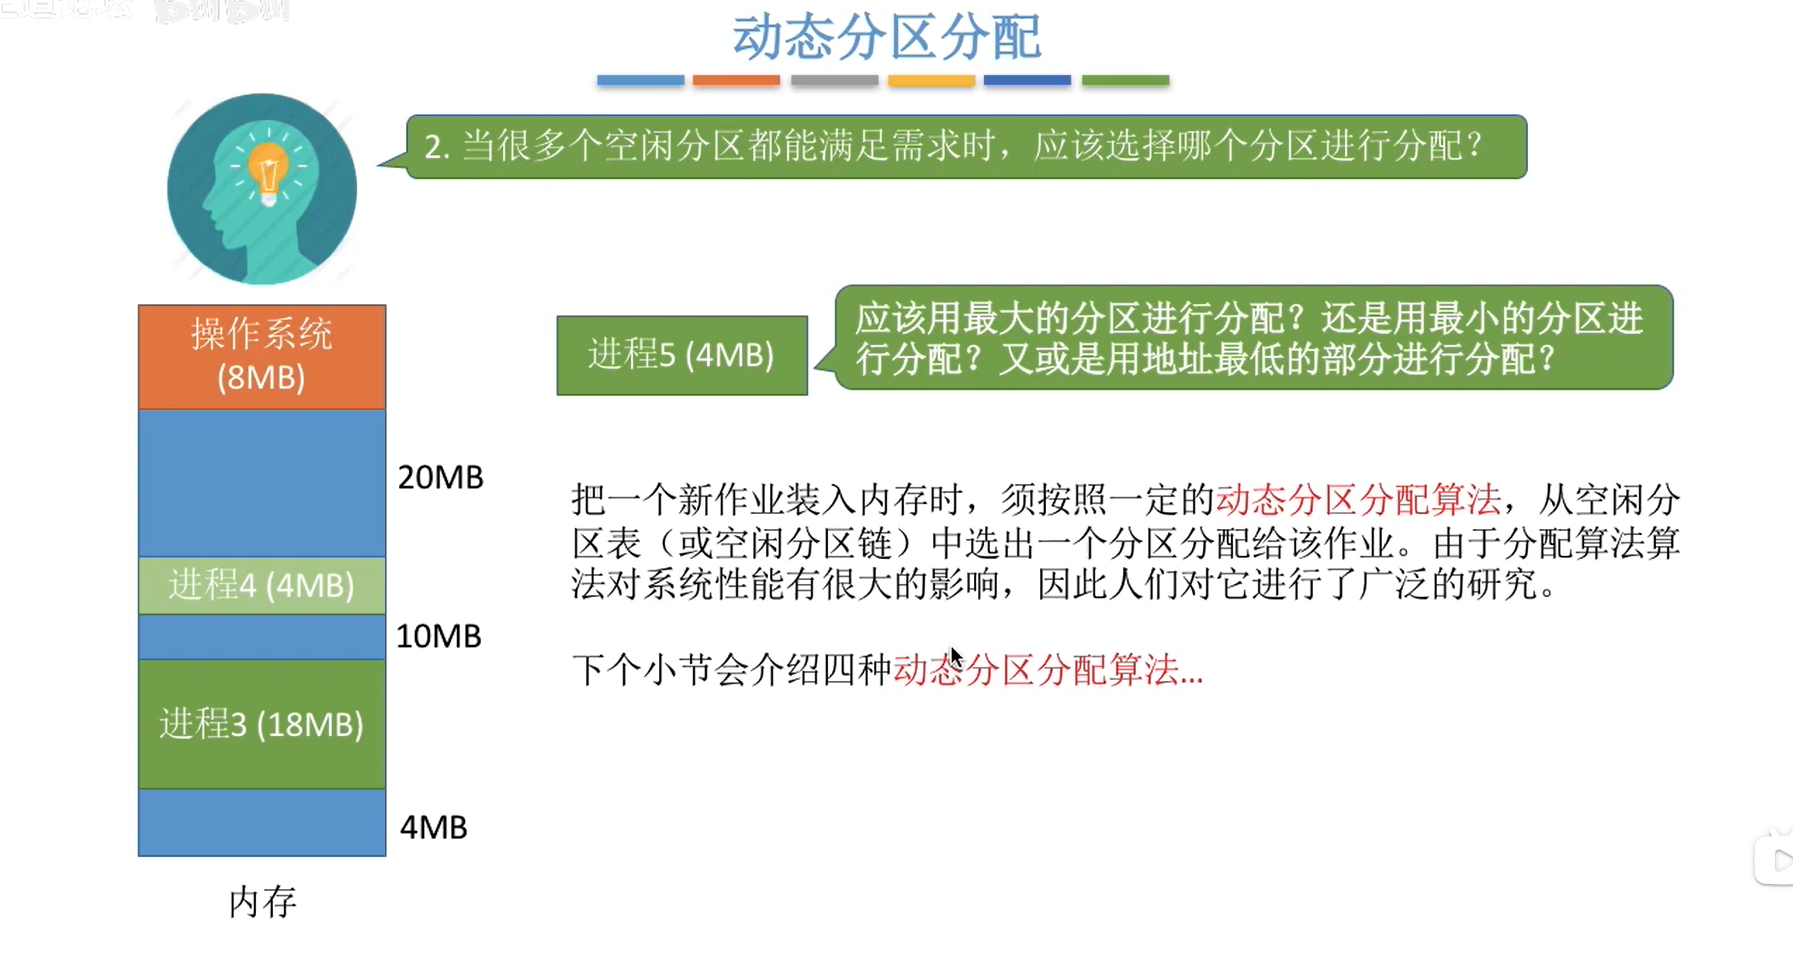 动态分区分配
2. 当很多个空闲分区都能满足需求时，应该选择哪个分区进行分配？
操作系统
(8MB)
20MB
进程4 (4MB)
10MB
进程3 (18MB)
4MB
内存
进程5 (4MB)
应该用最大的分区进行分配？还是用最小的分区进
行分配？又或是用地址最低的部分进行分配？
把一个新作业装入内存时，须按照一定的动态分区分配算法，从空闲分
区表（或空闲分区链）中选出一个分区分配给该作业。由于分配算法算
法对系统性能有很大的影响，因此人们对它进行了广泛的研究。
下个小节会介绍四种动态分区分配算法...